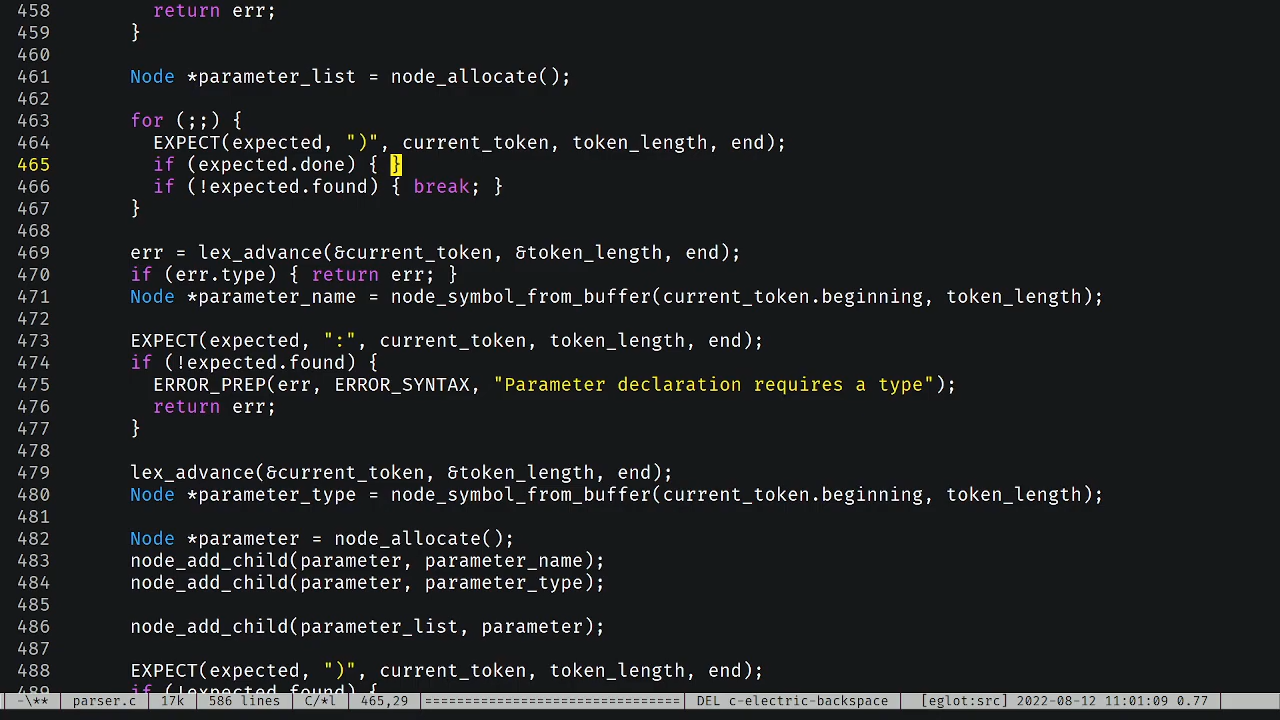 458         return err;
459       }
460
461       Node *parameter_list = node_allocate();
462
463       for (;;) {
464         EXPECT(expected, ")", current_token, token_length, end);
465         if (expected.done) { }
466         if (!expected.found) { break; }
467       }
468
469       err = lex_advance(&current_token, &token_length, end);
470       if (err.type) { return err; }
471       Node *parameter_name = node_symbol_from_buffer(current_token.beginning, token_length);
472
473       EXPECT(expected, ":", current_token, token_length, end);
474       if (!expected.found) {
475         ERROR_PREP(err, ERROR_SYNTAX, "Parameter declaration requires a type");
476         return err;
477       }
478
479       lex_advance(&current_token, &token_length, end);
480       Node *parameter_type = node_symbol_from_buffer(current_token.beginning, token_length);
481
482       Node *parameter = node_allocate();
483       node_add_child(parameter, parameter_name);
484       node_add_child(parameter, parameter_type);
485
486       node_add_child(parameter_list, parameter);
487
488       EXPECT(expected, ")", current_token, token_length, end);
489       if (!expected.found) {
-\** parser.c 17k 586 lines C/*l 465,29 ============================== DEL c-electric-backspace [eglot:src] 2022-08-12 11:01:09 0.77